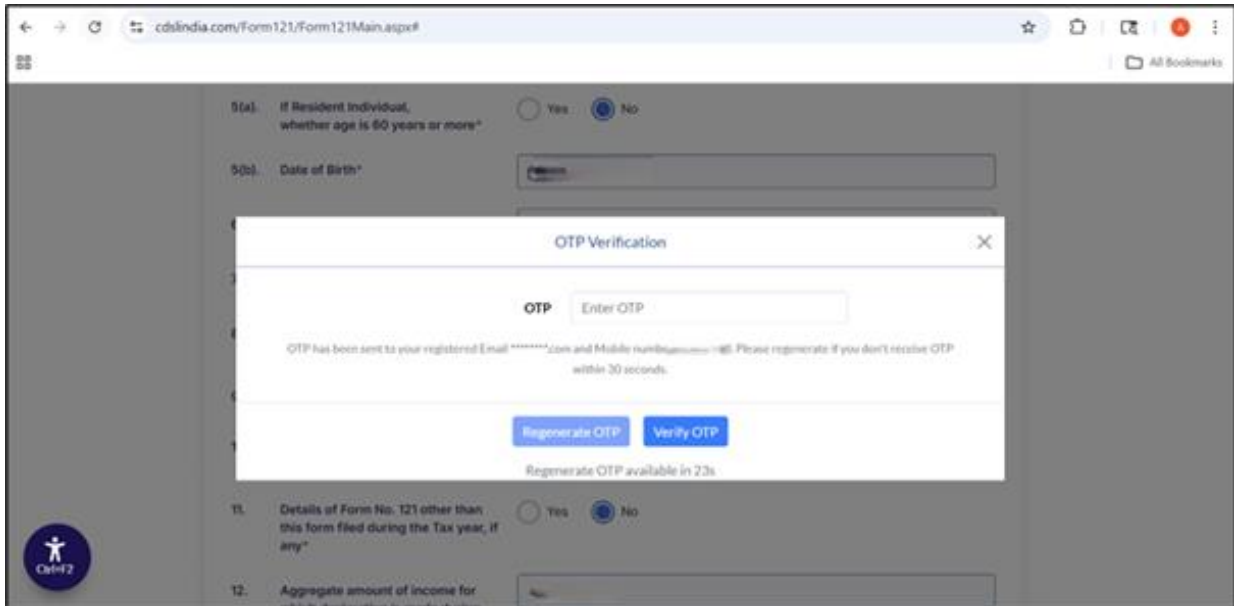 cdslindia.com/Form121/Form121Main.aspx#
A
All Bookmarks
5(a). If Resident Individual, Yes No
whether age is 60 years or more*
5(b). Date of Birth*
OTP Verification
OTP Enter OTP
OTP has been sent to your registered Email ********.com and Mobile Please regenerate if you don't receive OTP
within 30 seconds.
Regenerate OTP Verify OTP
Regenerate OTP available in 23s
11. Details of Form No. 121 other than Yes No
this form filed during the Tax year, if
any*
Ctrl+F2
12. Aggregate amount of income for